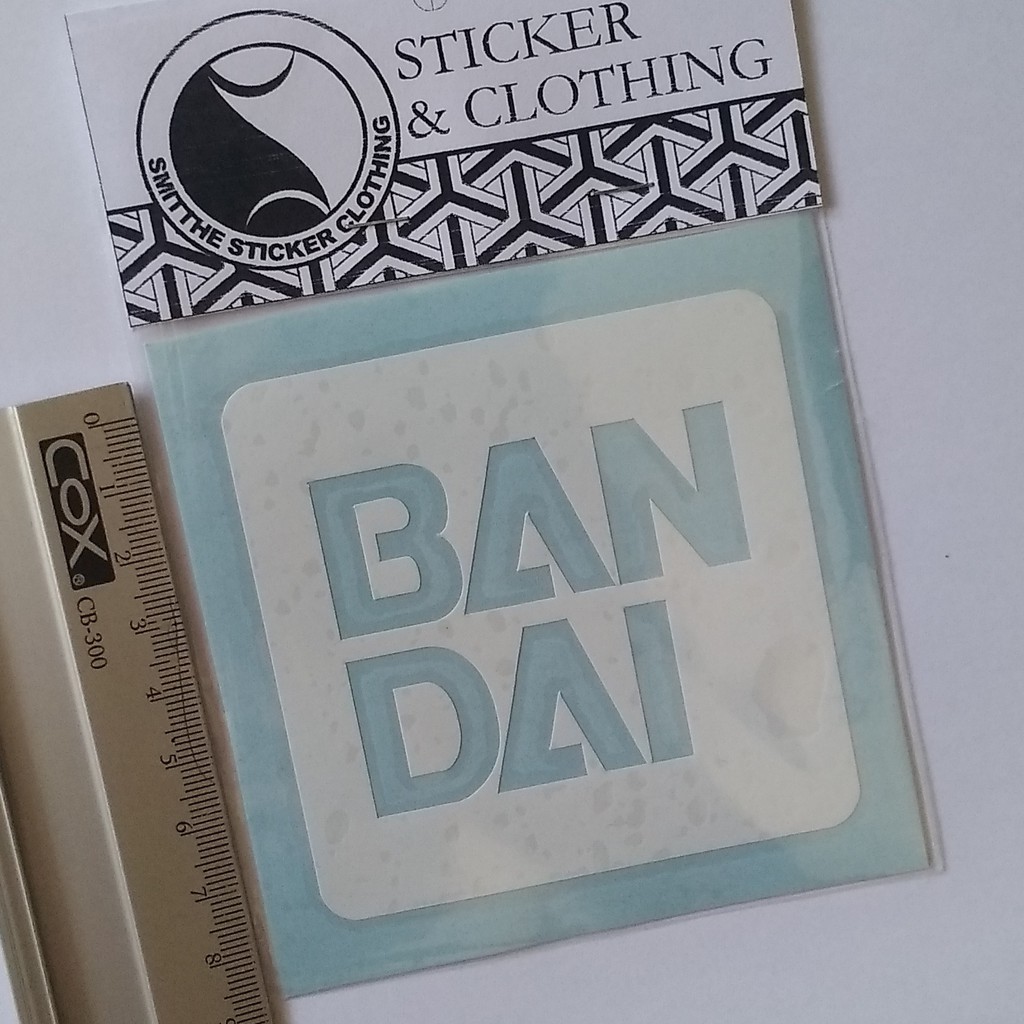 STICKER
& CLOTHING
SMITTHE STICKER CLOTHING
BAN
DAI
0 1 2 3 4 5 6 7 8 9
COX®
CB-300